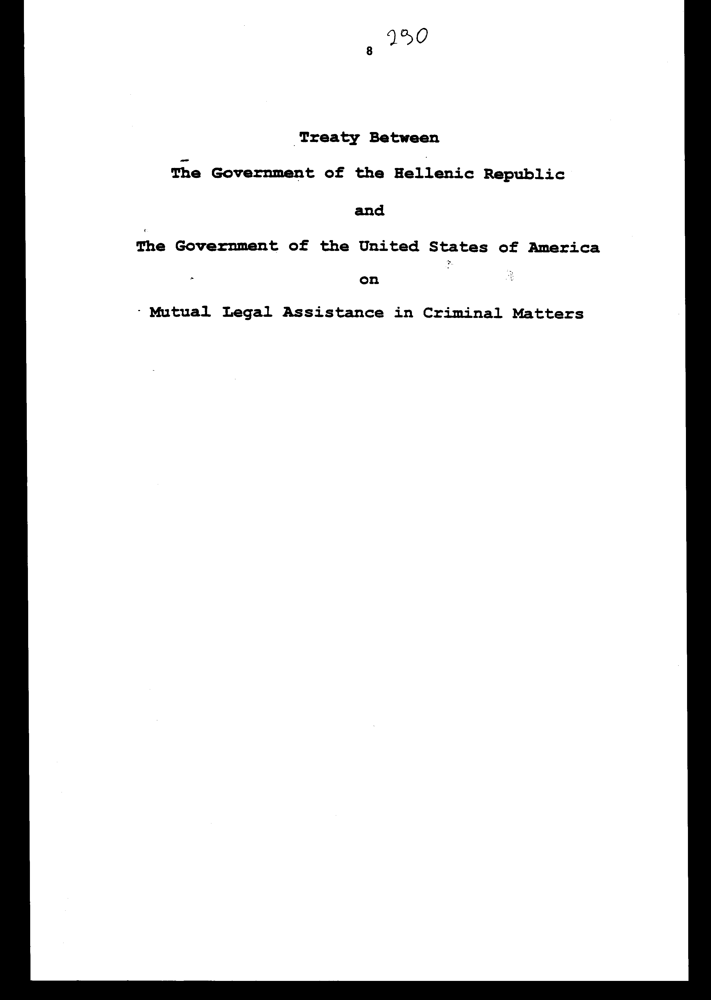 290
8
Treaty Between
The Government of the Hellenic Republic
and
The Government of the United States of America
on
Mutual Legal Assistance in Criminal Matters